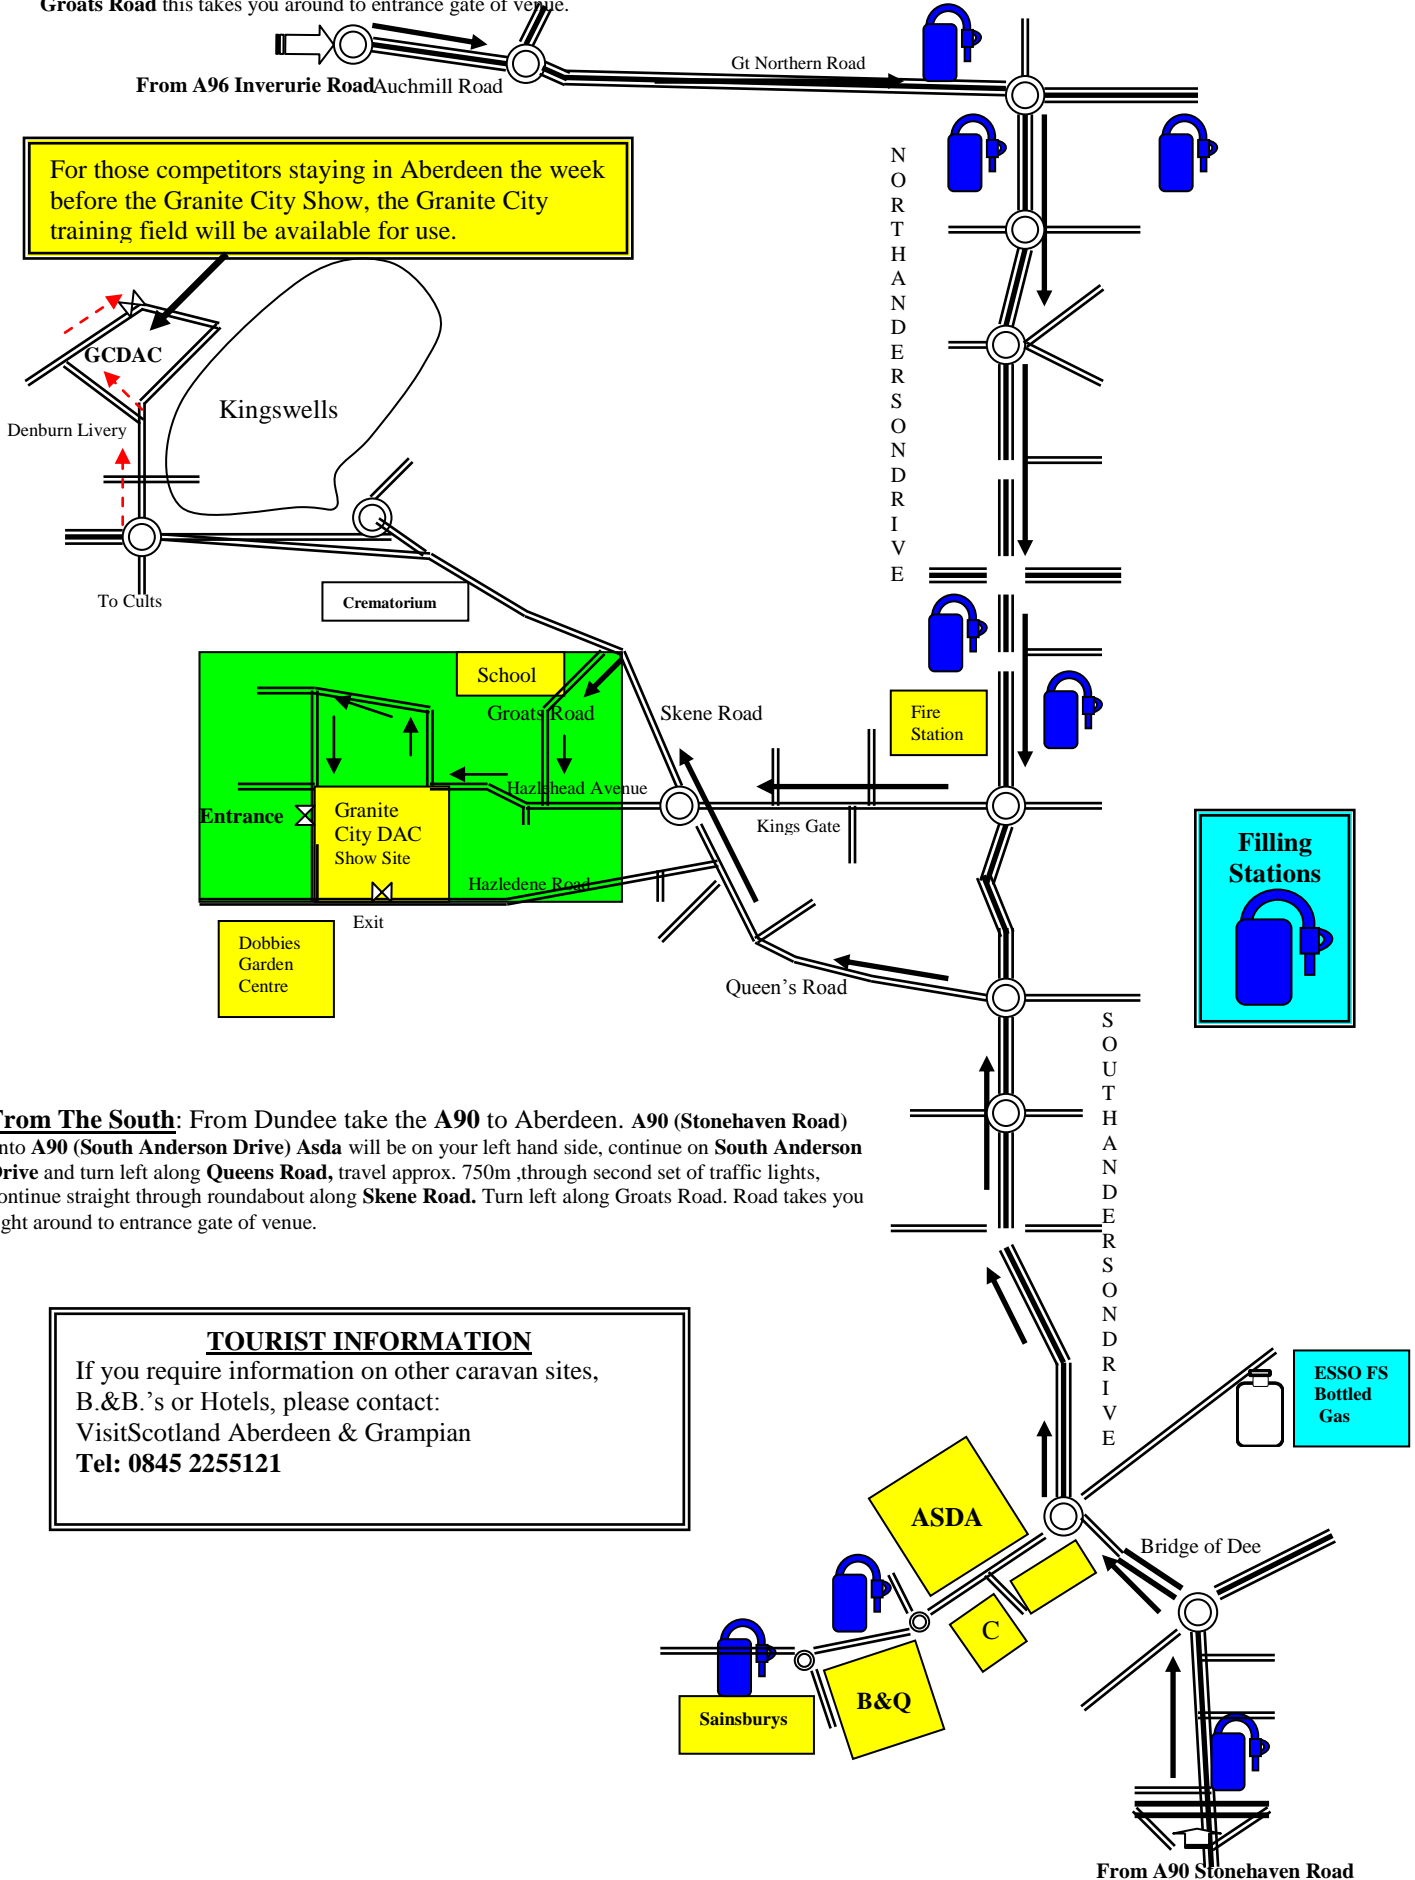 Groats Road this takes you around to entrance gate of venue.
Gt Northern Road
From A96 Inverurie Road
Auchmill Road
For those competitors staying in Aberdeen the week
before the Granite City Show, the Granite City
training field will be available for use.
NORTHANDERSONDRIVE
GCDAC
Kingswells
Denburn Livery
To Cults
Crematorium
School
Groats Road
Skene Road
Fire
Station
Hazlehead Avenue
Entrance
Granite
City DAC
Show Site
Kings Gate
Filling
Stations
Hazledene Road
Exit
Dobbies
Garden
Centre
Queen's Road
SOUTHANDERSONDRIVE
From The South: From Dundee take the A90 to Aberdeen. A90 (Stonehaven Road)
nto A90 (South Anderson Drive) Asda will be on your left hand side, continue on South Anderson
Drive and turn left along Queens Road, travel approx. 750m ,through second set of traffic lights,
ontinue straight through roundabout along Skene Road. Turn left along Groats Road. Road takes you
ght around to entrance gate of venue.
TOURIST INFORMATION
If you require information on other caravan sites,
B.&B.'s or Hotels, please contact:
VisitScotland Aberdeen & Grampian
Tel: 0845 2255121
ESSO FS
Bottled
Gas
ASDA
Bridge of Dee
C
B&Q
Sainsburys
From A90 Stonehaven Road